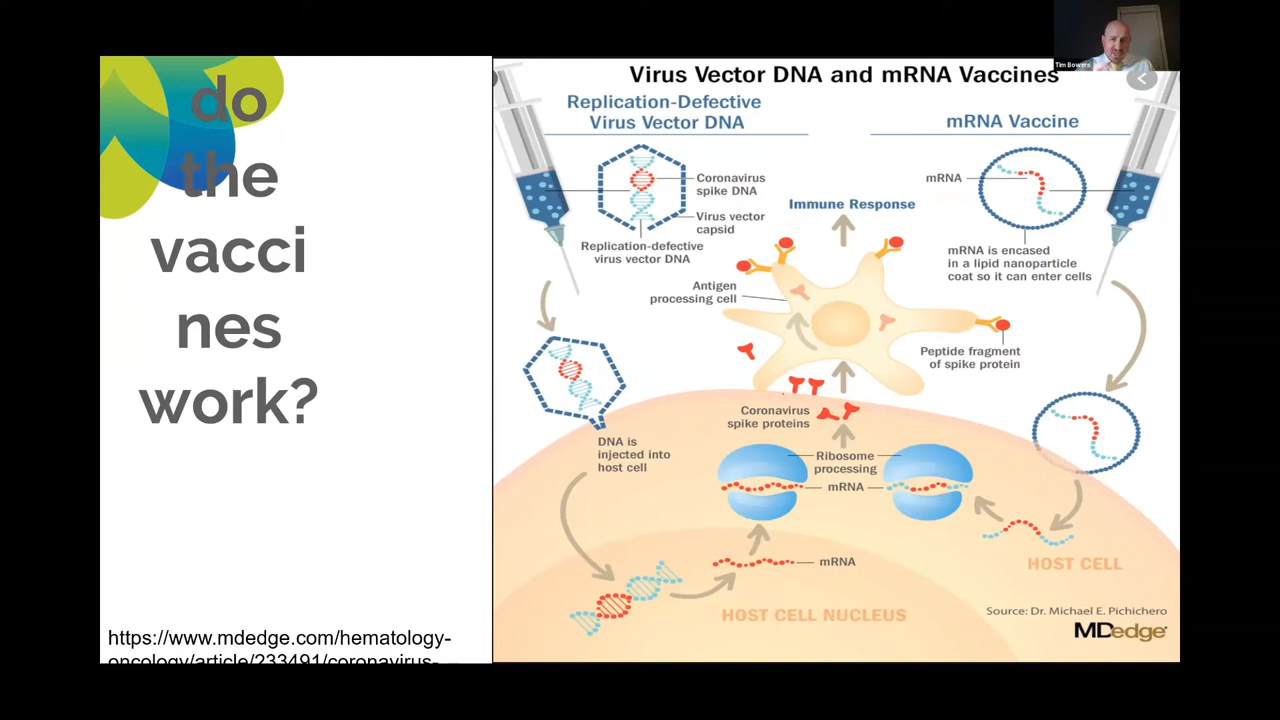 do
the
vacci
nes
work?
https://www.mdedge.com/hematology-
oncology/article/233491/coronavirus-
Tim Bowers
Virus Vector DNA and mRNA Vaccines
Replication-Defective
Virus Vector DNA
mRNA Vaccine
Coronavirus
spike DNA
Virus vector
capsid
Replication-defective
virus vector DNA
Immune Response
mRNA
mRNA is encased
in a lipid nanoparticle
coat so it can enter cells
Antigen
processing cell
Peptide fragment
of spike protein
Coronavirus
spike proteins
DNA is
injected into
host cell
Ribosome
processing
mRNA
mRNA
HOST CELL
HOST CELL NUCLEUS
Source: Dr. Michael E. Pichichero
MDedge